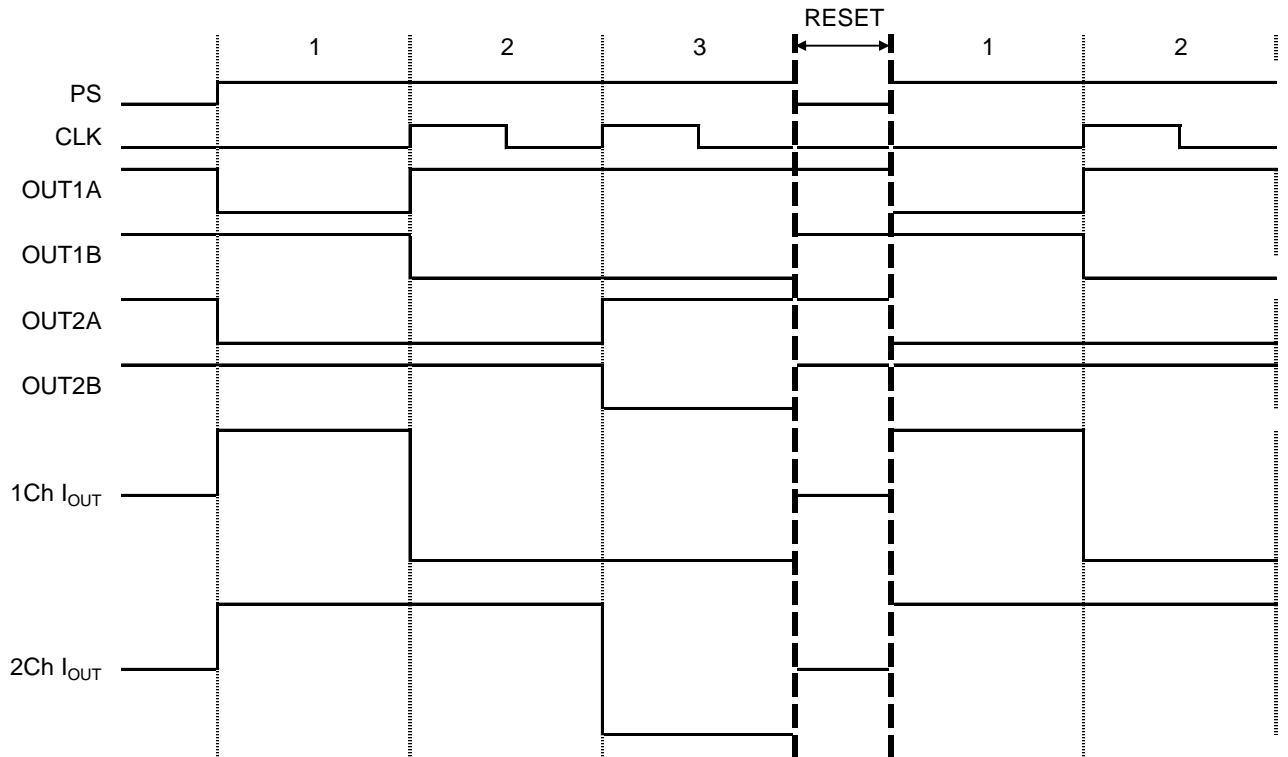 RESET
1 2 3 1 2
PS
CLK
OUT1A
OUT1B
OUT2A
OUT2B
1Ch IOUT
2Ch IOUT